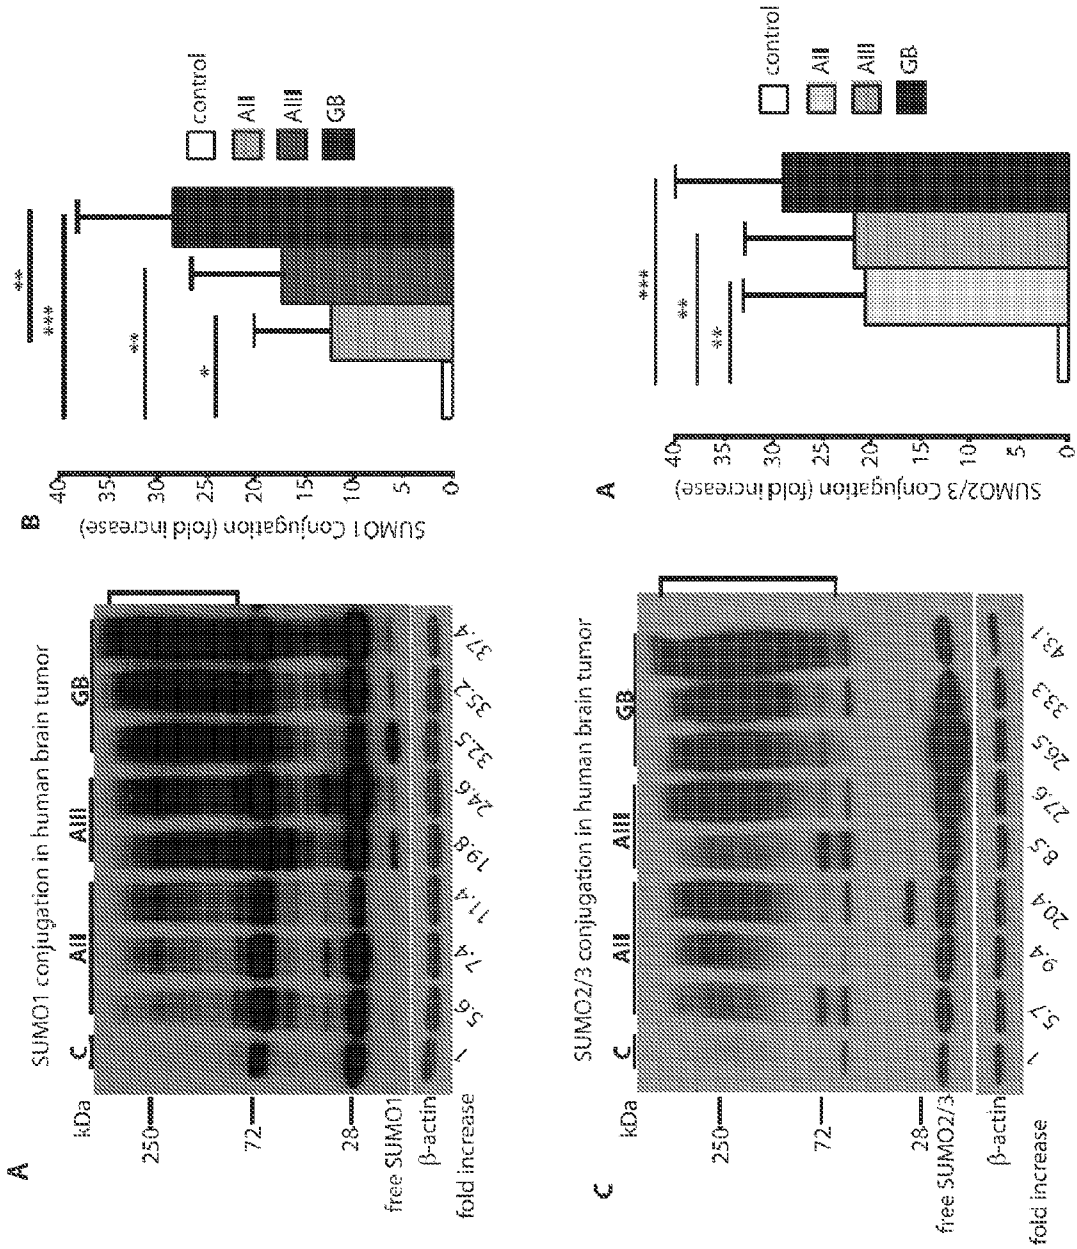 A
SUMO1 conjugation in human brain tumor
kDa
C AII AIII GB
250
72
28
free SUMO1
β-actin
fold increase
1 5.6 7.4 11.4 19.8 24.6 32.5 35.2 37.4
B
SUMO1 Conjugation (fold increase)
40
35
30
25
20
15
10
5
0
**
***
**
*
control
AII
AIII
GB
C
SUMO2/3 conjugation in human brain tumor
kDa
C AII AIII GB
250
72
28
free SUMO2/3
β-actin
fold increase
1 5.7 9.4 20.4 8.5 27.6 26.5 33.3 43.1
A
SUMO2/3 Conjugation (fold increase)
40
35
30
25
20
15
10
5
0
***
**
**
control
AII
AIII
GB